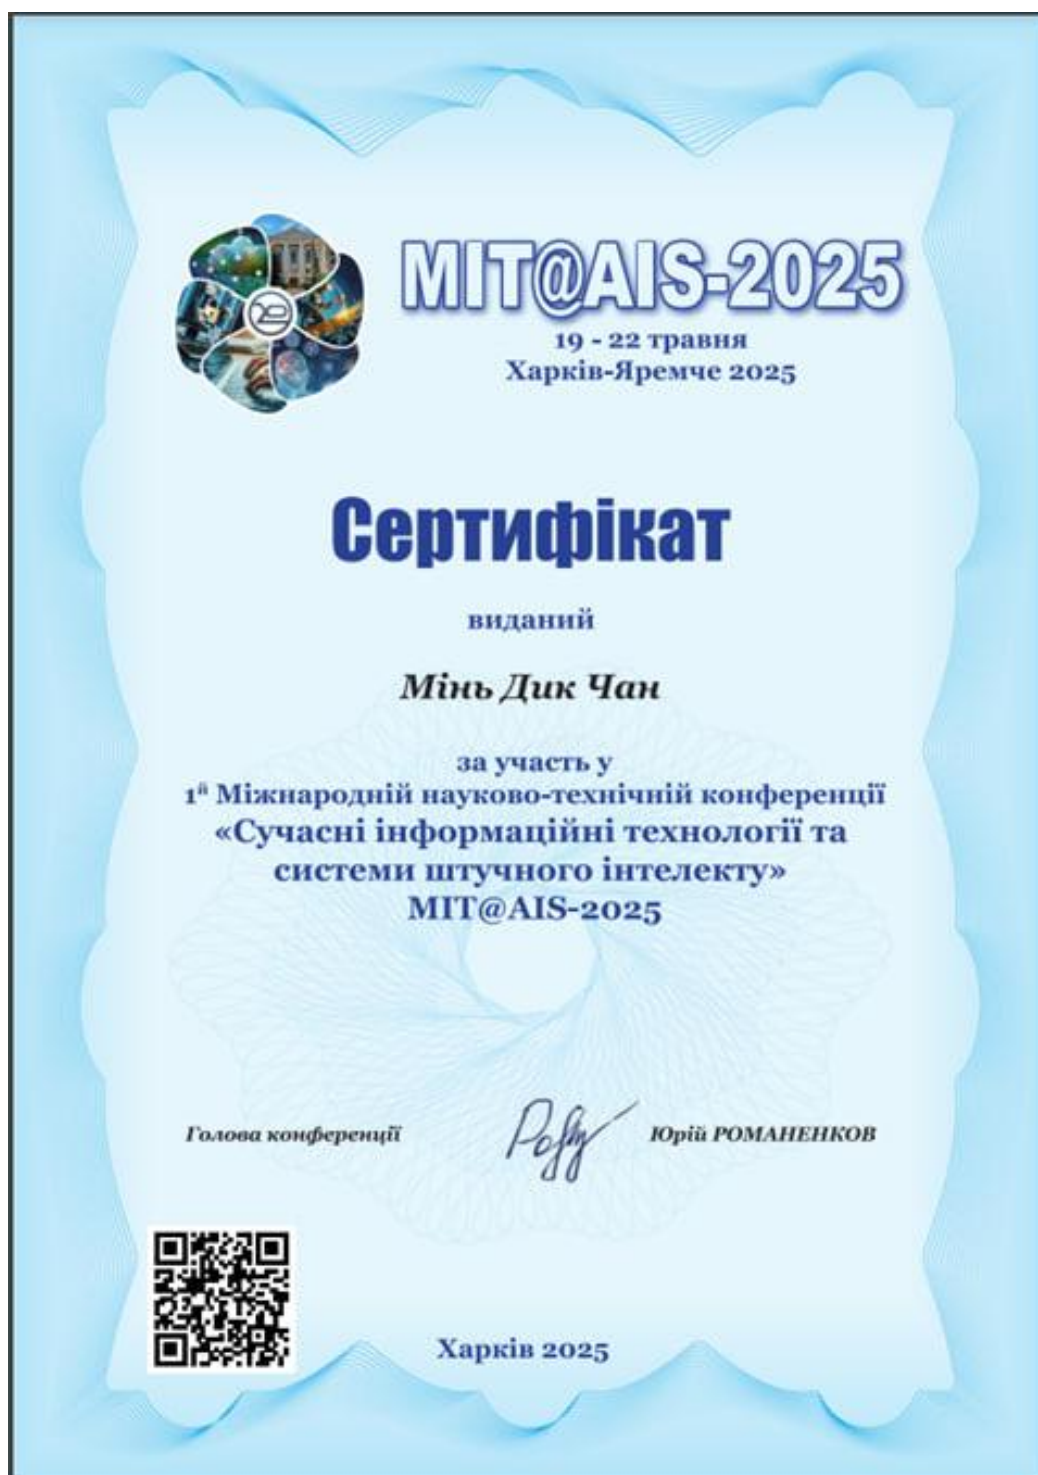 MIT@AIS-2025
19 - 22 травня
Харків-Яремче 2025
Сертифікат
виданий
Мінь Дик Чан
за участь у
1й Міжнародній науково-технічній конференції
«Сучасні інформаційні технології та
системи штучного інтелекту»
MIT@AIS-2025
Голова конференції
Юрій РОМАНЕНКОВ
Харків 2025